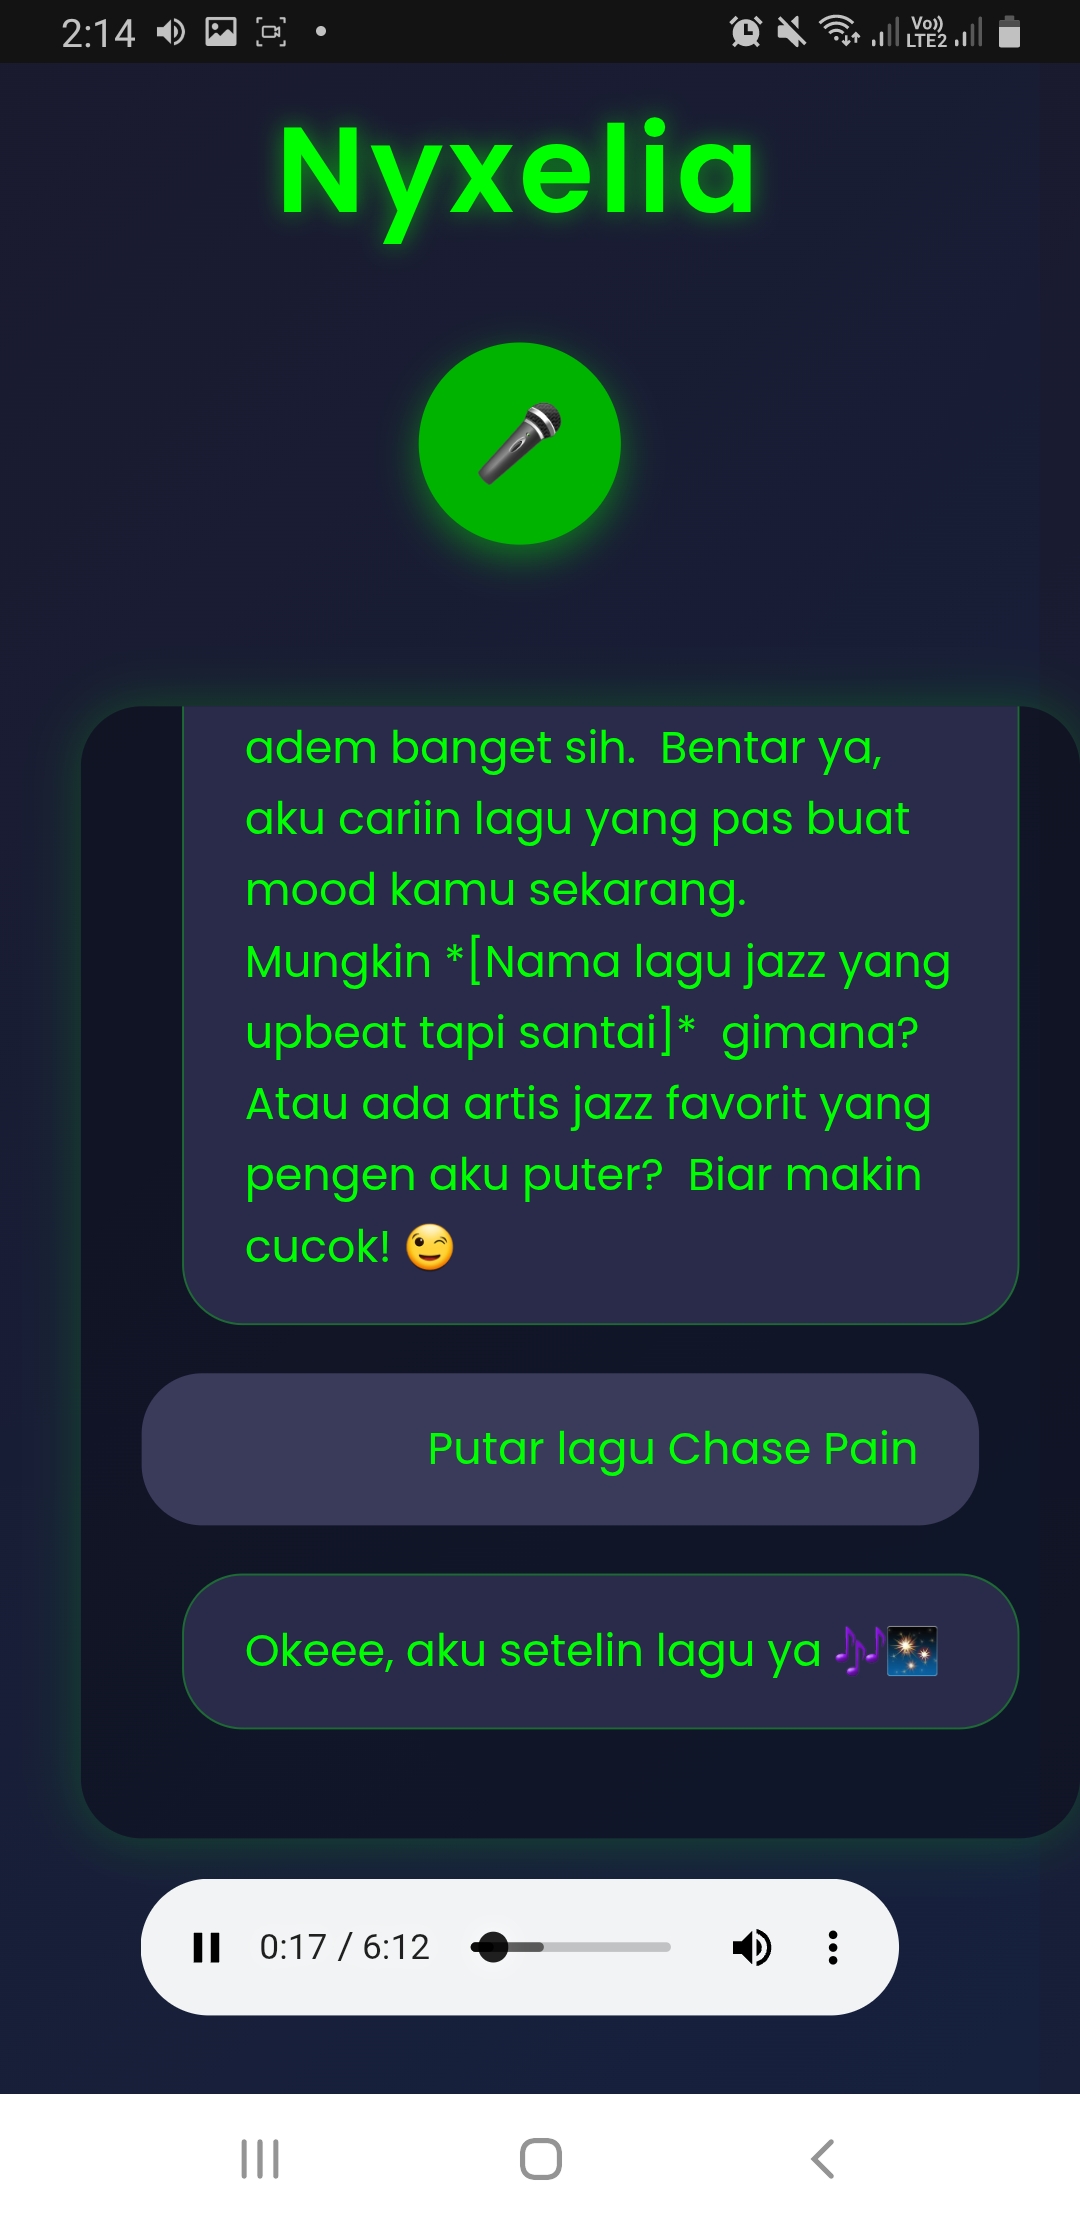 2:14
Vo))
LTE2
Nyxelia
adem banget sih.  Bentar ya,
aku cariin lagu yang pas buat
mood kamu sekarang.
Mungkin *[Nama lagu jazz yang
upbeat tapi santai]*  gimana?
Atau ada artis jazz favorit yang
pengen aku puter?  Biar makin
cucok! 😉
Putar lagu Chase Pain
Okeee, aku setelin lagu ya 🎶🎇
0:17 / 6:12